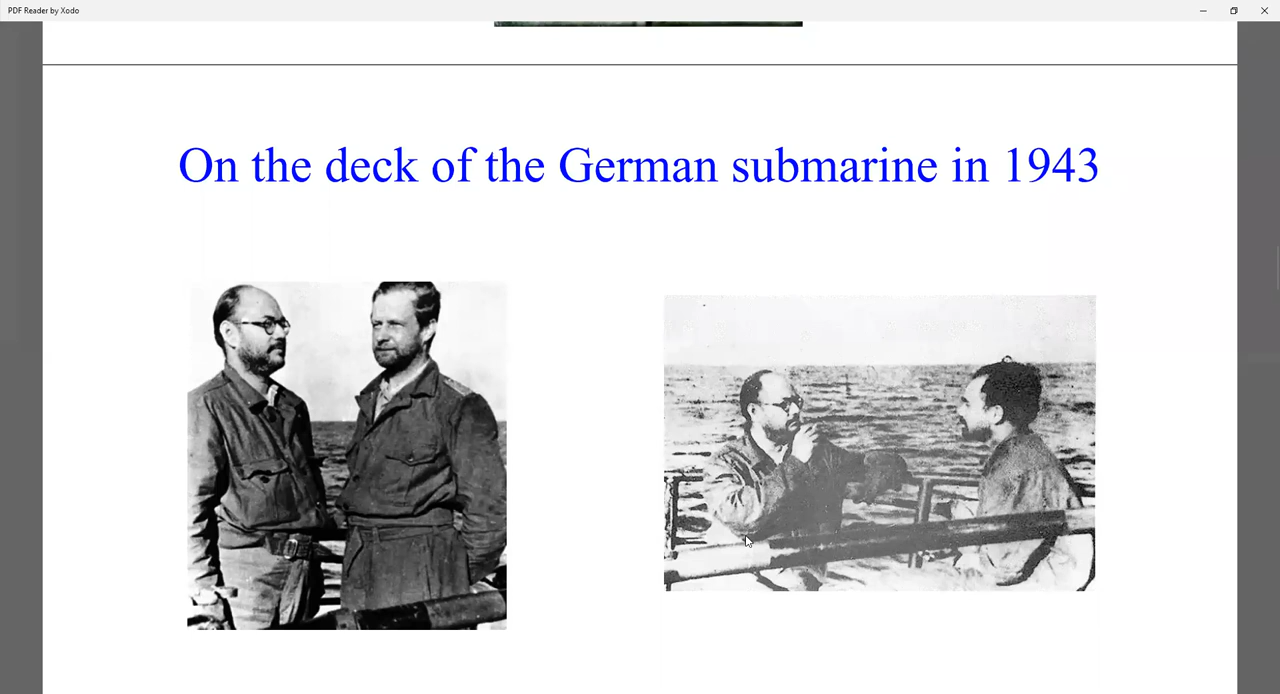 PDF Reader by Xodo
On the deck of the German submarine in 1943